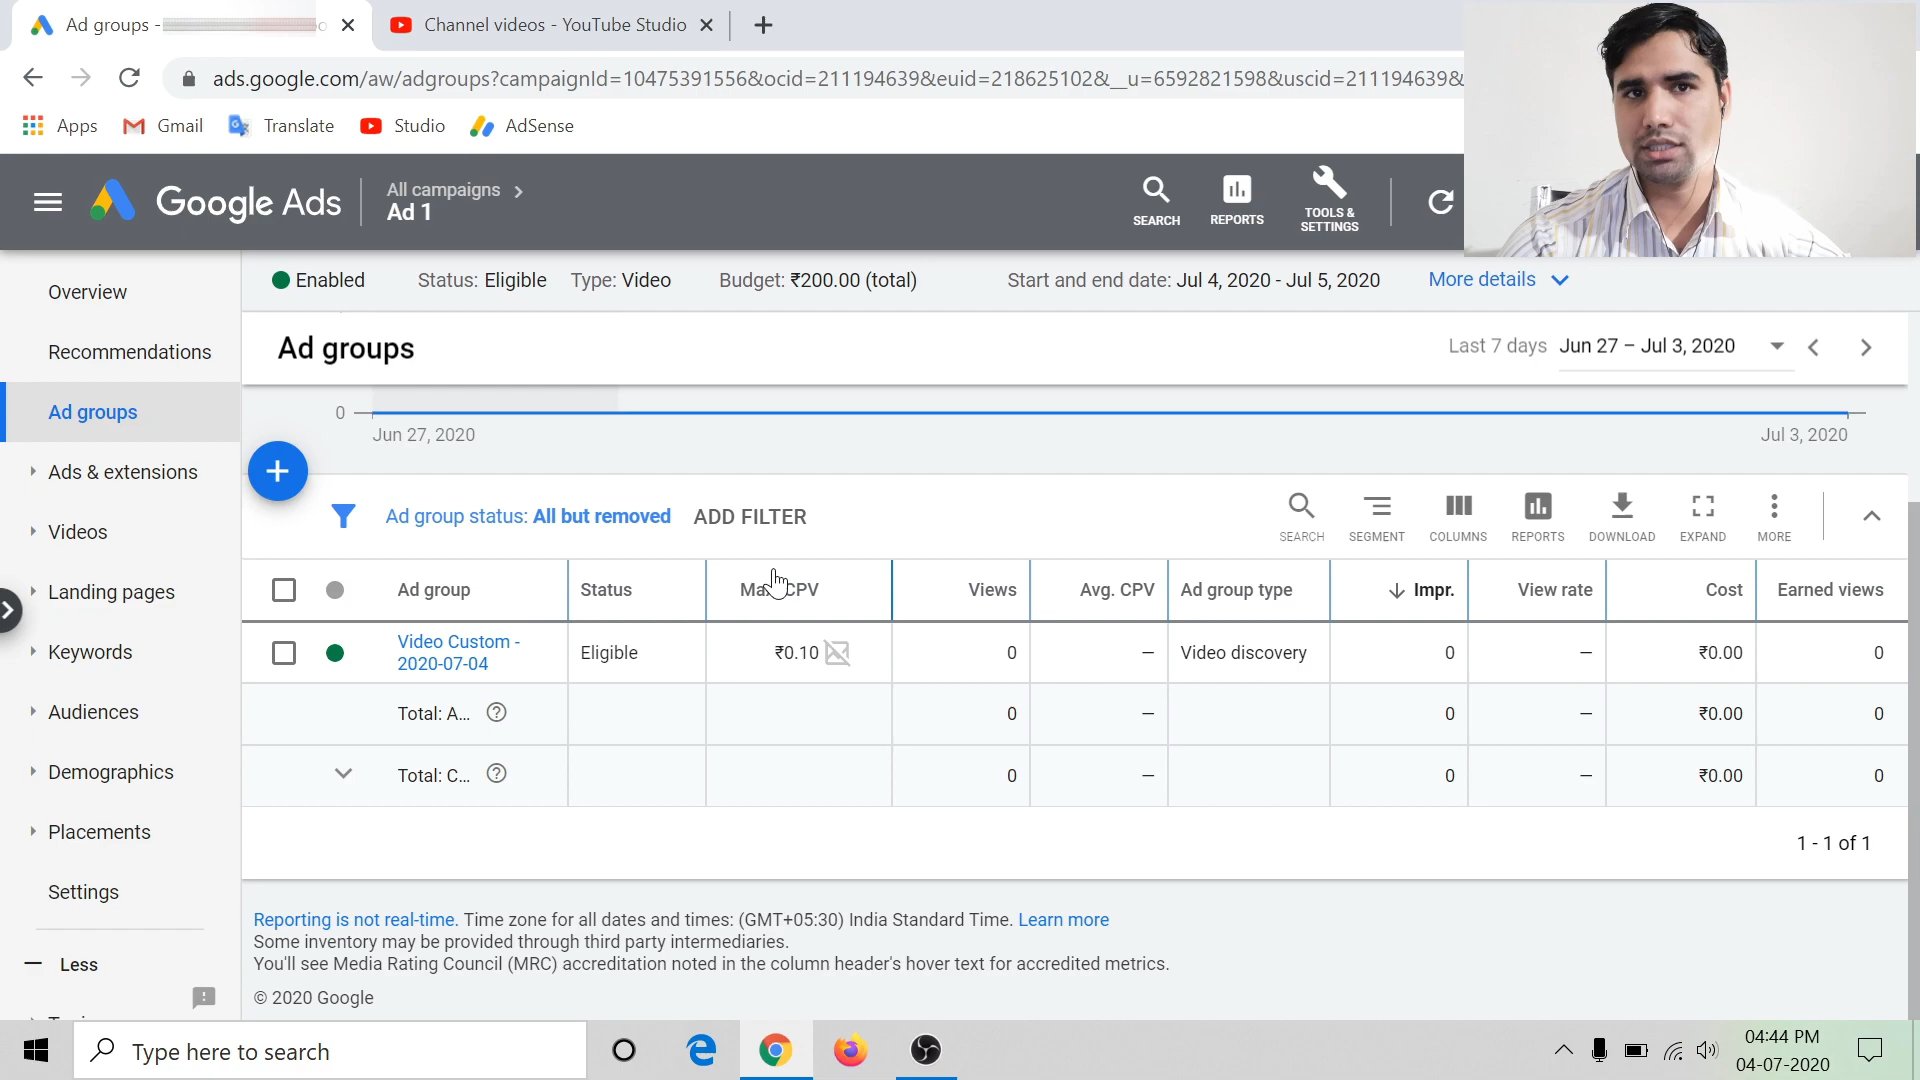 Ad groups -
Channel videos - YouTube Studio
ads.google.com/aw/adgroups?campaignId=10475391556&ocid=211194639&euid=218625102&__u=6592821598&uscid=211194639&
Apps
Gmail
Translate
Studio
AdSense
Google Ads
All campaigns
Ad 1
SEARCH
REPORTS
TOOLS &
SETTINGS
Enabled
Status: Eligible
Type: Video
Budget: ₹200.00 (total)
Start and end date: Jul 4, 2020 - Jul 5, 2020
More details
Overview
Recommendations
Ad groups
Ads & extensions
Videos
Landing pages
Keywords
Audiences
Demographics
Placements
Settings
Less
Ad groups
Last 7 days Jun 27 – Jul 3, 2020
0
Jun 27, 2020
Jul 3, 2020
Ad group status: All but removed ADD FILTER
SEARCH
SEGMENT
COLUMNS
REPORTS
DOWNLOAD
EXPAND
MORE
Ad group Status CPV Views Avg. CPV Ad group type Impr. View rate Cost Earned views
Video Custom -
2020-07-04
Eligible ₹0.10 0 — Video discovery 0 — ₹0.00 0
Total: A... 0 — 0 — ₹0.00 0
Total: C... 0 — 0 — ₹0.00 0
1 - 1 of 1
Reporting is not real-time. Time zone for all dates and times: (GMT+05:30) India Standard Time. Learn more
Some inventory may be provided through third party intermediaries.
You'll see Media Rating Council (MRC) accreditation noted in the column header's hover text for accredited metrics.
© 2020 Google
Type here to search
04:44 PM
04-07-2020